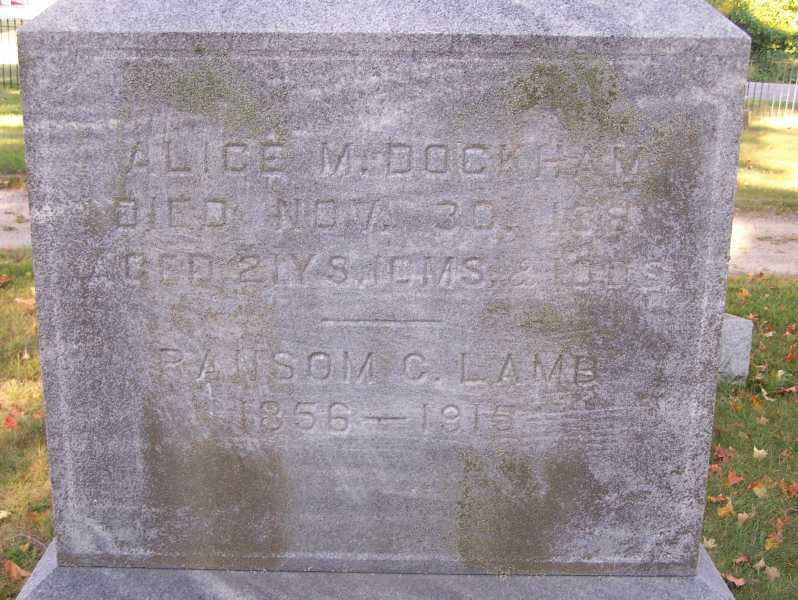 ALICE M. DOCKHAM
DIED NOV. 30,
AGED 21 YS, 10 MS. & 10 DS
RANSOM C. LAMB
1856—1915